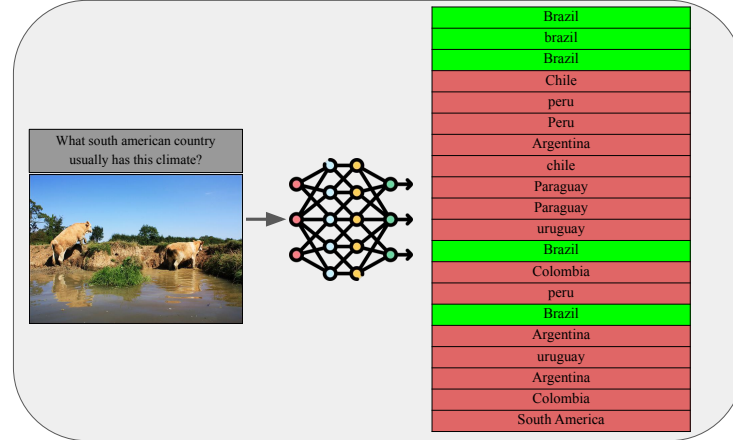 What south american country
usually has this climate?
Brazil
brazil
Brazil
Chile
peru
Peru
Argentina
chile
Paraguay
Paraguay
uruguay
Brazil
Colombia
peru
Brazil
Argentina
uruguay
Argentina
Colombia
South America